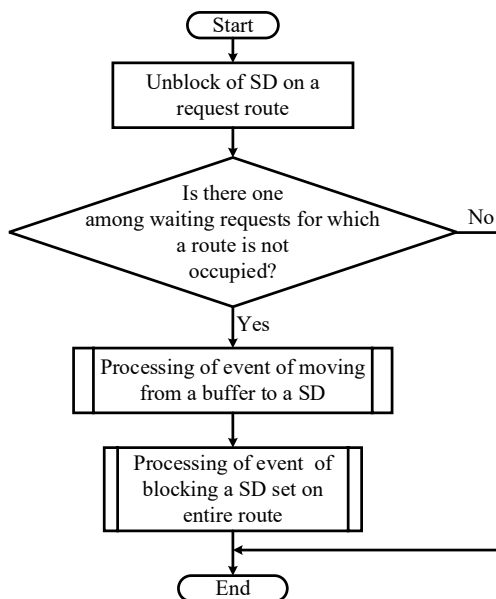 Start
Unblock of SD on a
request route
Is there one
among waiting requests for which
a route is not
occupied?
No
Yes
Processing of event of moving
from a buffer to a SD
Processing of event of
blocking a SD set on
entire route
End